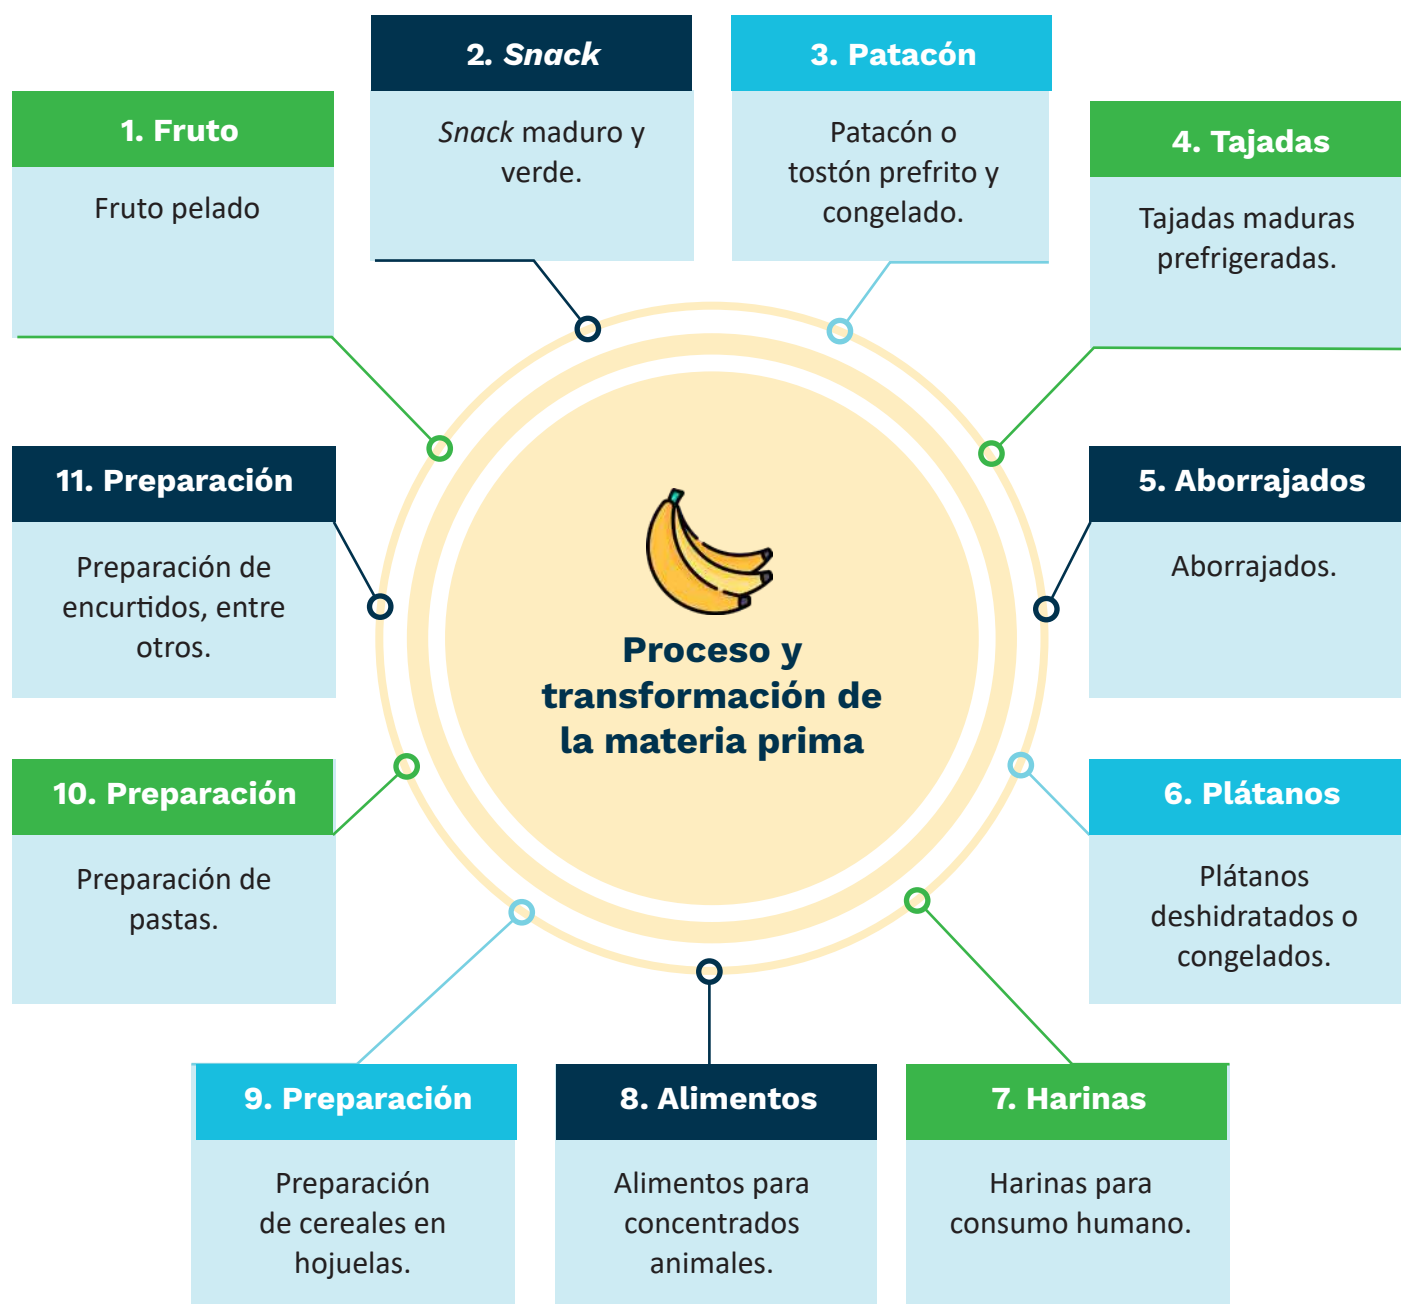 1. Fruto
Fruto pelado
2. Snack
Snack maduro y
verde.
3. Patacón
Patacón o
tostón prefrito y
congelado.
4. Tajadas
Tajadas maduras
prefrigeradas.
5. Aborrajados
Aborrajados.
6. Plátanos
Plátanos
deshidratados o
congelados.
7. Harinas
Harinas para
consumo humano.
8. Alimentos
Alimentos para
concentrados
animales.
9. Preparación
Preparación
de cereales en
hojuelas.
10. Preparación
Preparación de
pastas.
11. Preparación
Preparación de
encurtidos, entre
otros.
Proceso y
transformación de
la materia prima